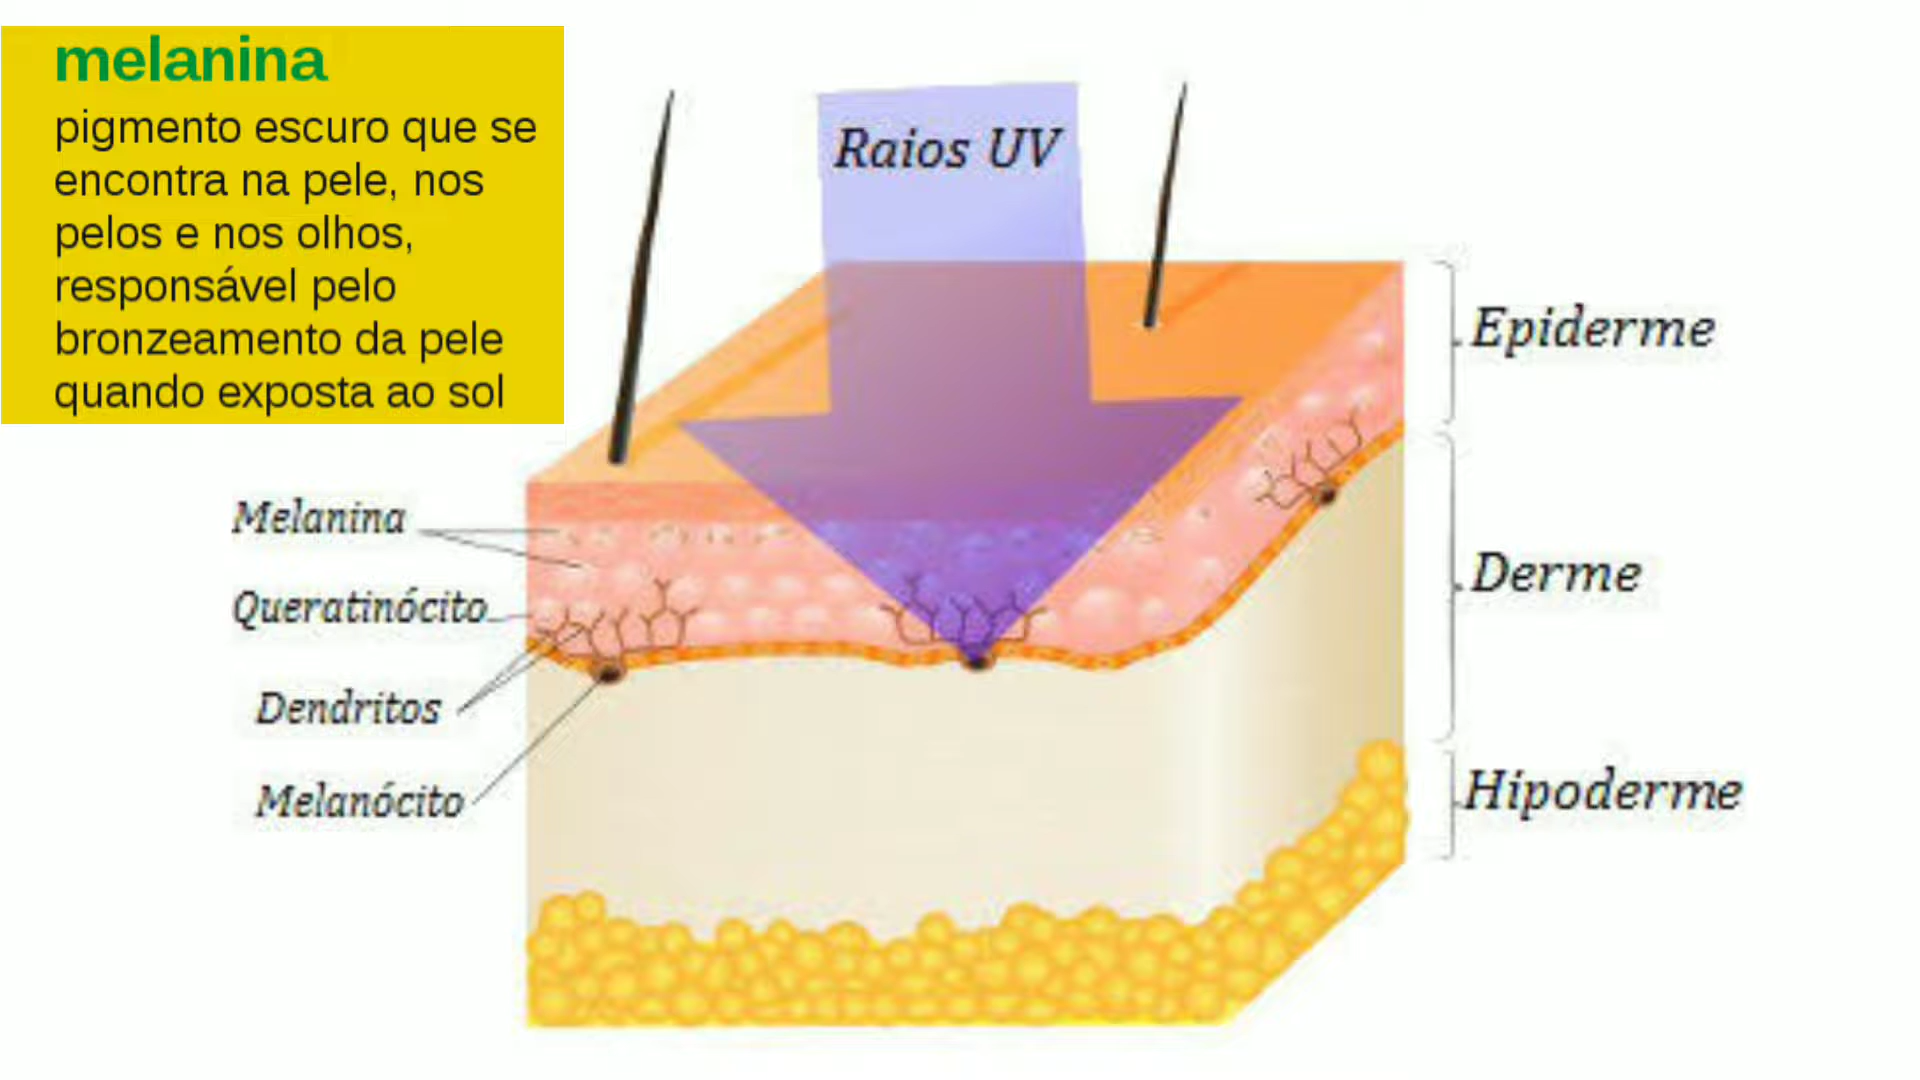 melanina
pigmento escuro que se
encontra na pele, nos
pelos e nos olhos,
responsável pelo
bronzeamento da pele
quando exposta ao sol
Raios UV
Epiderme
Derme
Hipoderme
Melanina
Queratinócito
Dendritos
Melanócito